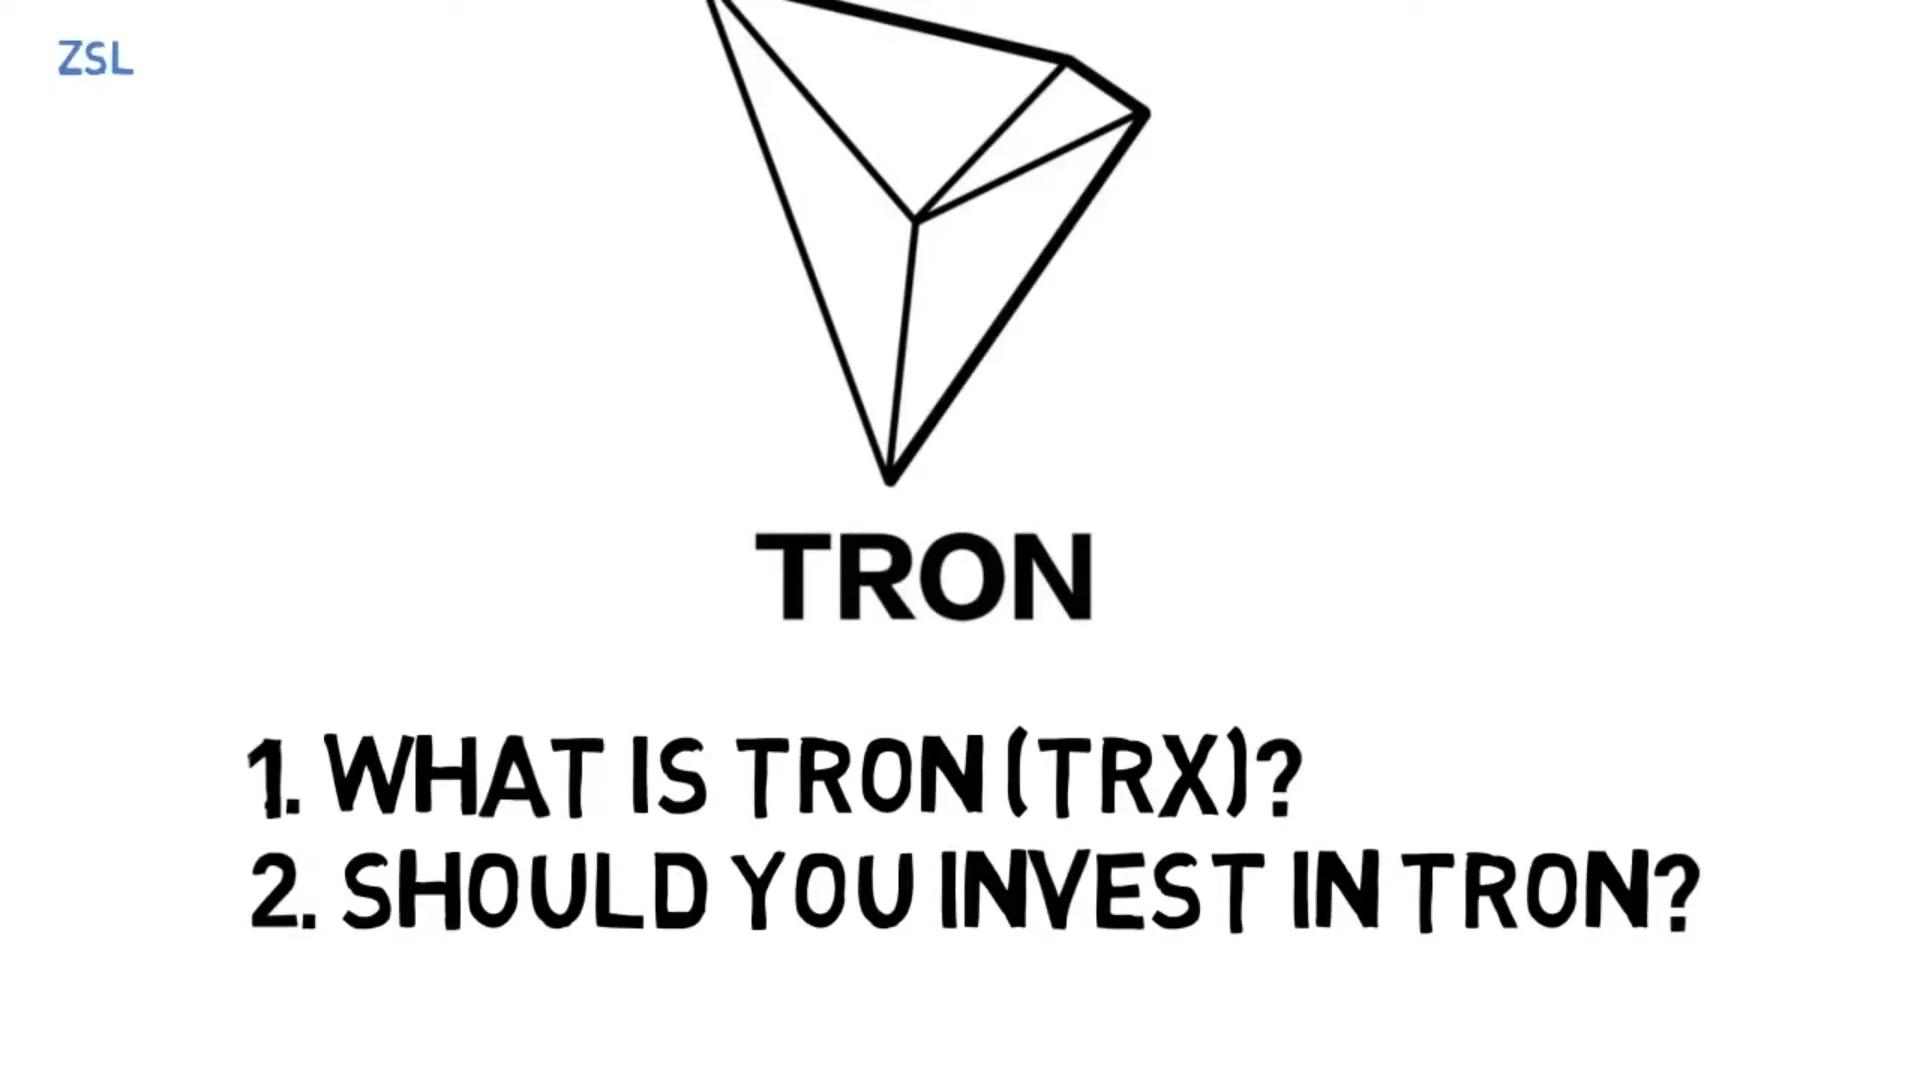 ZSL
TRON
1. WHAT IS TRON (TRX)?
2. SHOULD YOU INVEST IN TRON?